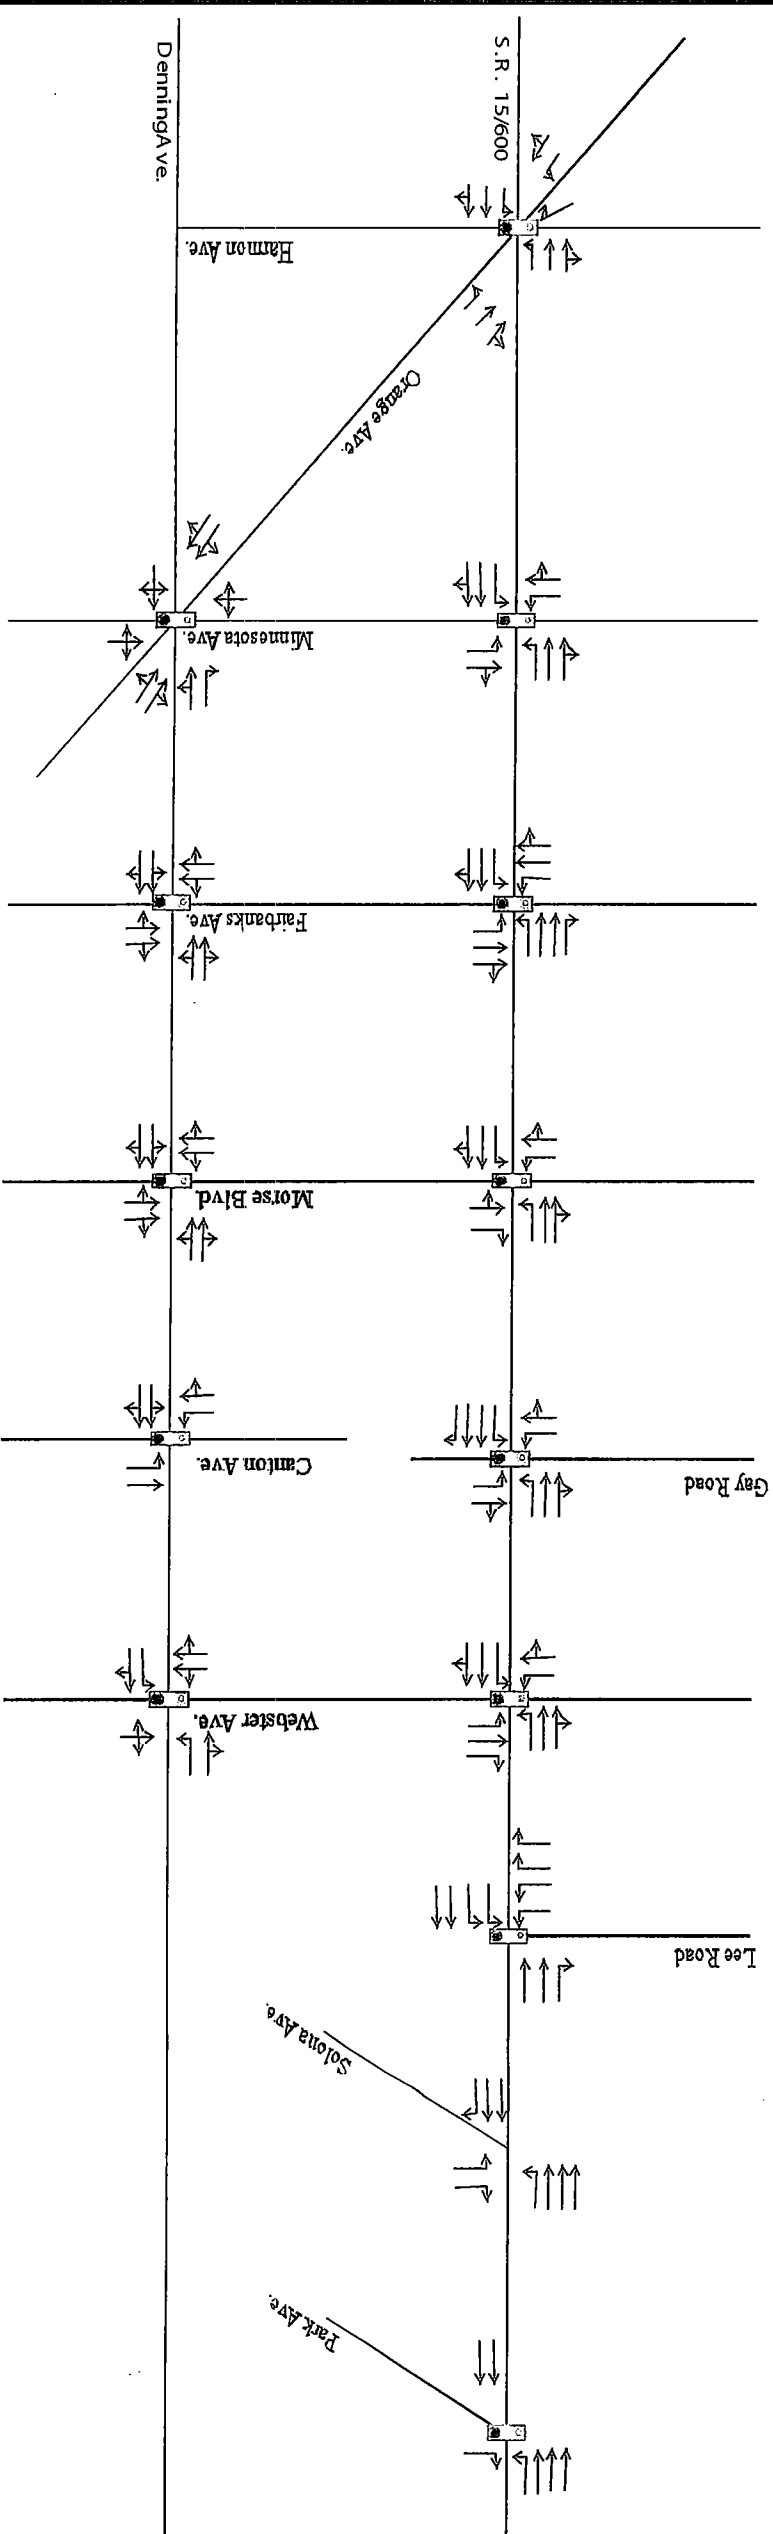 DenningAve.
S.R. 15/600
Harmon Ave.
Orange Ave.
Minnesota Ave.
Fairbanks Ave.
Morse Blvd.
Canton Ave.
Gay Road
Webster Ave.
Lee Road
Solona Ave.
Park Ave.